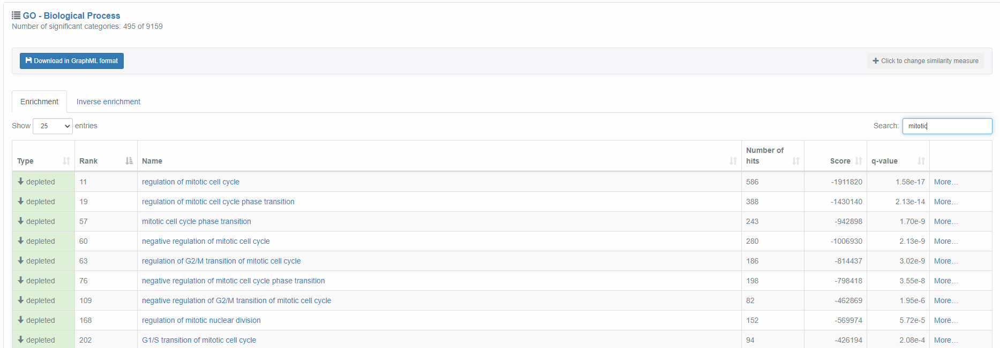 GO - Biological Process
Number of significant categories: 495 of 9159
Download in GraphML format
Click to change similarity measure
Enrichment
Inverse enrichment
Show 25 entries
Search: mitotic
Type Rank Name Number of hits Score q-value
depleted 11 regulation of mitotic cell cycle 586 -1911820 1.58e-17 More…
depleted 19 regulation of mitotic cell cycle phase transition 388 -1430140 2.13e-14 More…
depleted 57 mitotic cell cycle phase transition 243 -942898 1.70e-9 More…
depleted 60 negative regulation of mitotic cell cycle 280 -1006930 2.13e-9 More…
depleted 63 regulation of G2/M transition of mitotic cell cycle 186 -814437 3.02e-9 More…
depleted 76 negative regulation of mitotic cell cycle phase transition 198 -798418 3.55e-8 More…
depleted 109 negative regulation of G2/M transition of mitotic cell cycle 82 -462869 1.95e-6 More…
depleted 168 regulation of mitotic nuclear division 152 -569974 5.72e-5 More…
depleted 202 G1/S transition of mitotic cell cycle 94 -426194 2.08e-4 More…